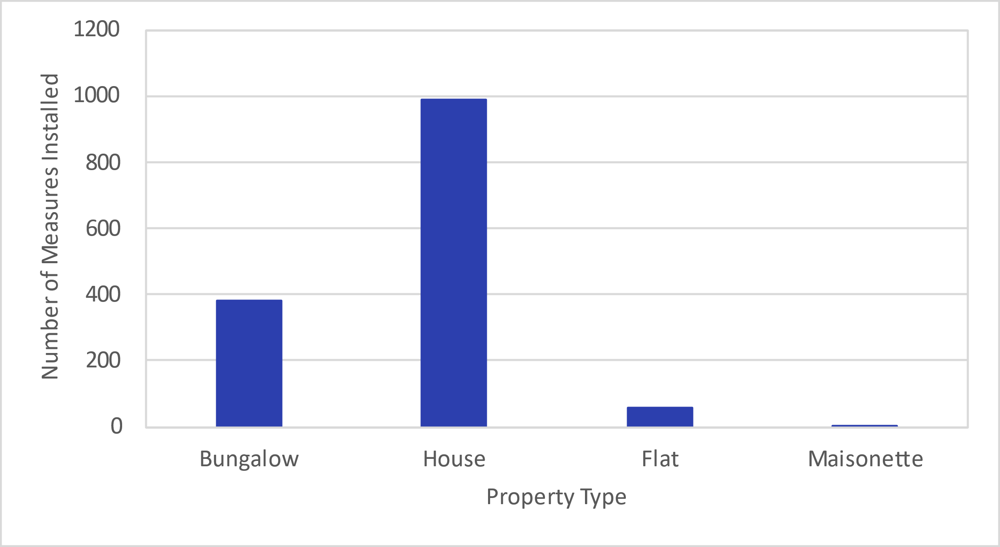 1200
1000
800
600
400
200
0
Number of Measures Installed
Bungalow House Flat Maisonette
Property Type